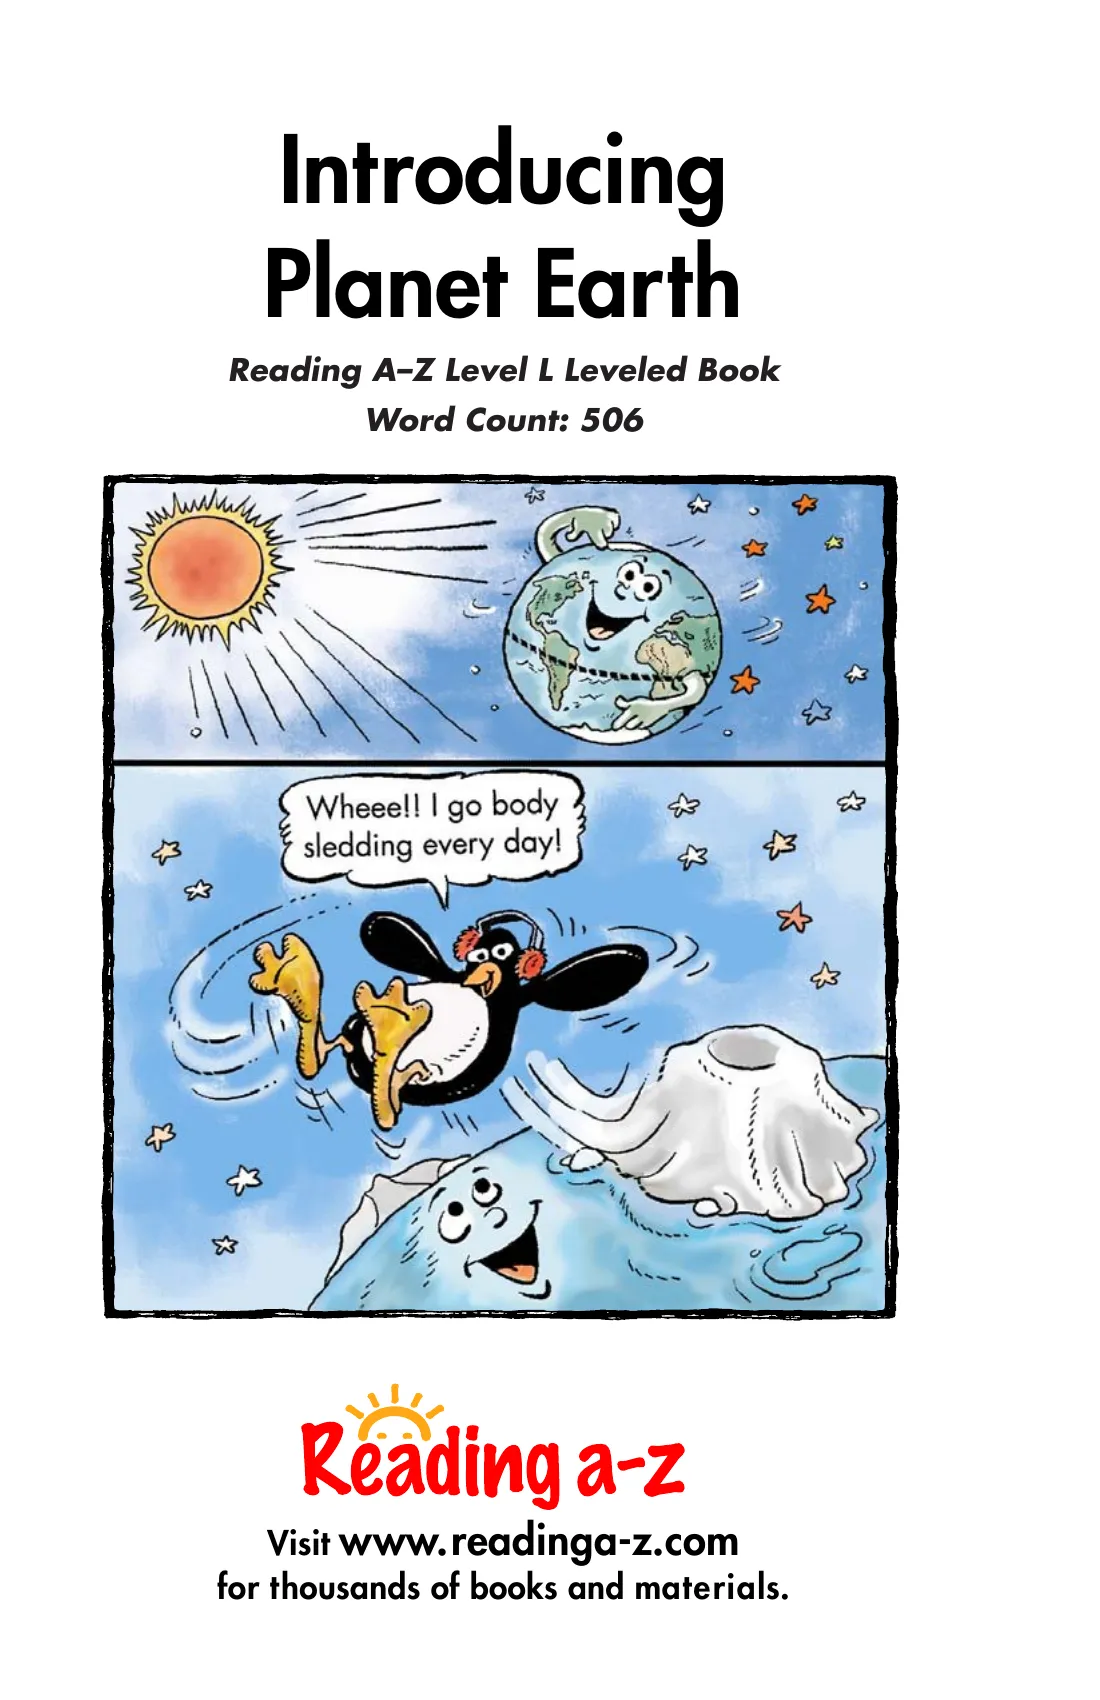 Introducing
Planet Earth
Reading A–Z Level L Leveled Book
Word Count: 506
Wheee!! I go body
sledding every day!
Reading a-z
Visit www.readinga-z.com
for thousands of books and materials.